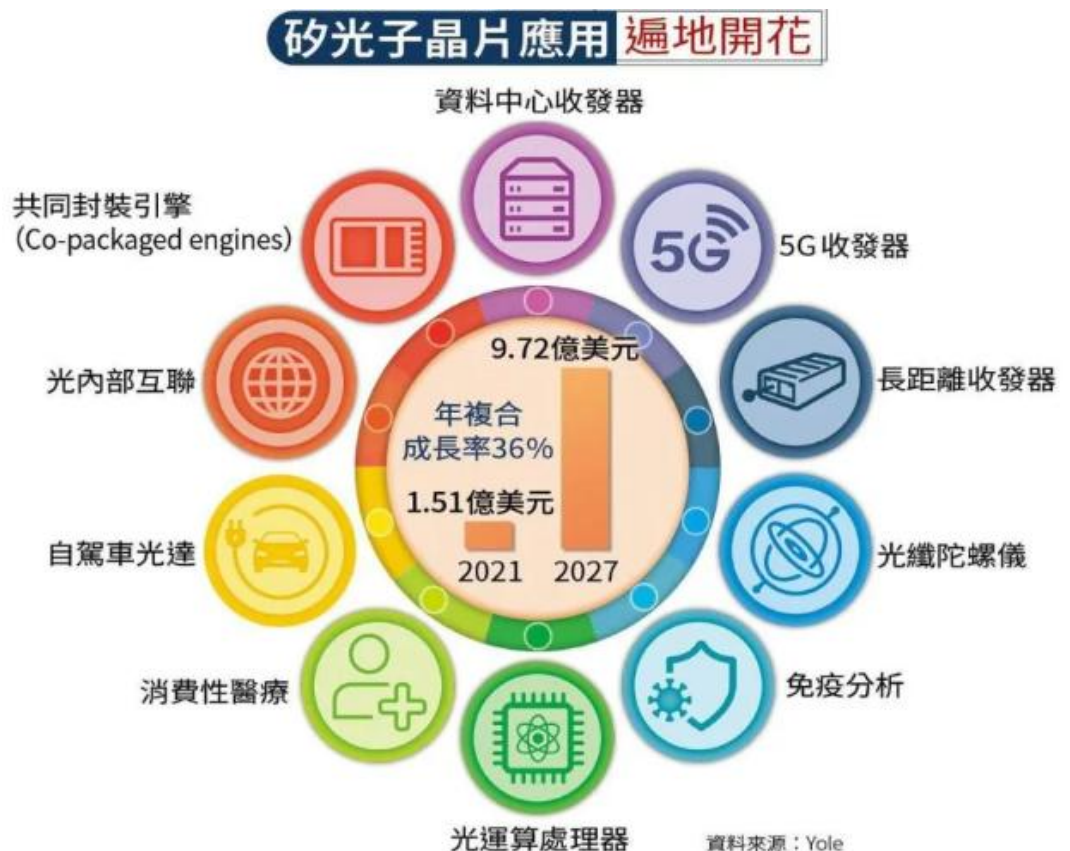 矽光子晶片應用 遍地開花
資料中心收發器
5G
5G收發器
長距離收發器
光纖陀螺儀
免疫分析
光運算處理器
消費性醫療
自駕車光達
光內部互聯
共同封裝引擎
（Co-packaged engines）
9.72億美元
年複合
成長率36%
1.51億美元
2021 2027
資料來源：Yole